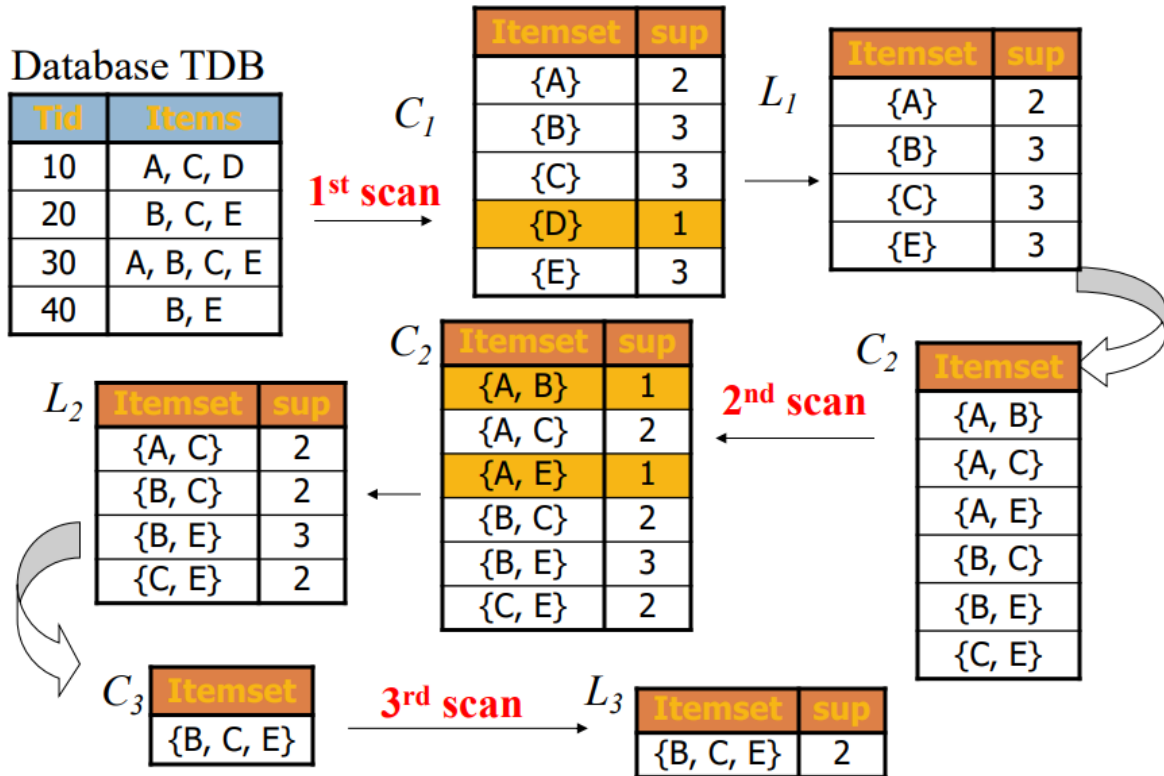 Database TDB
Tid Items
10 A, C, D
20 B, C, E
30 A, B, C, E
40 B, E
1st scan
C1
Itemset sup
{A} 2
{B} 3
{C} 3
{D} 1
{E} 3
L1
Itemset sup
{A} 2
{B} 3
{C} 3
{E} 3
C2
Itemset
{A, B}
{A, C}
{A, E}
{B, C}
{B, E}
{C, E}
2nd scan
C2
Itemset sup
{A, B} 1
{A, C} 2
{A, E} 1
{B, C} 2
{B, E} 3
{C, E} 2
L2
Itemset sup
{A, C} 2
{B, C} 2
{B, E} 3
{C, E} 2
C3
Itemset
{B, C, E}
3rd scan
L3
Itemset sup
{B, C, E} 2